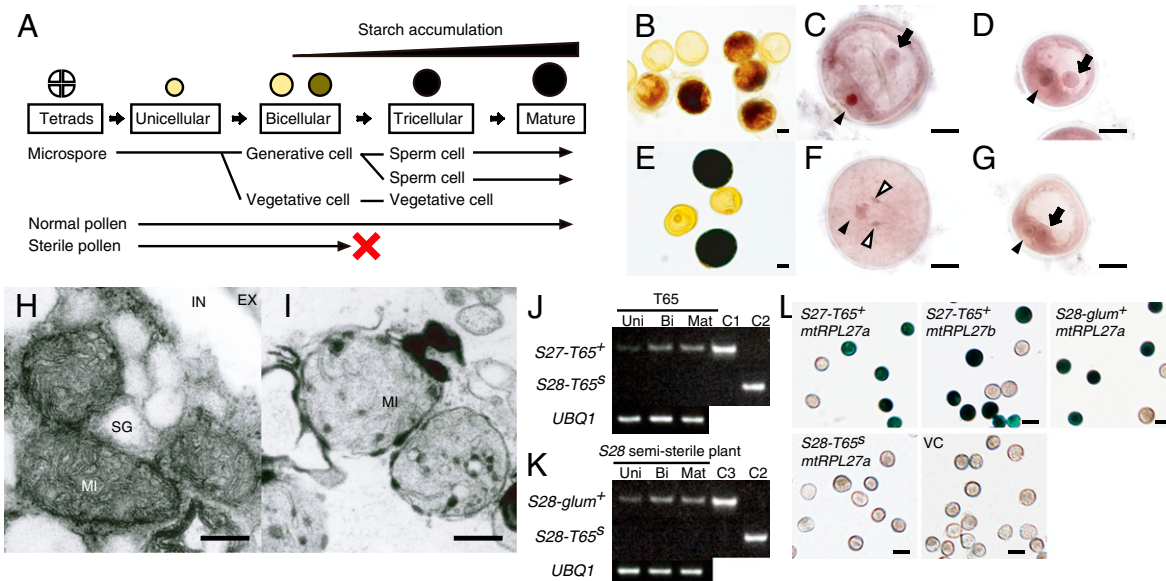 A
Starch accumulation
Tetrads
Unicellular
Bicellular
Tricellular
Mature
Microspore
Generative cell
Sperm cell
Sperm cell
Vegetative cell
Vegetative cell
Normal pollen
Sterile pollen
B
C
D
E
F
G
H
IN
EX
SG
MI
I
MI
J
T65
Uni Bi Mat C1 C2
S27-T65+
S28-T65S
UBQ1
K
S28 semi-sterile plant
Uni Bi Mat C3 C2
S28-glum+
S28-T65S
UBQ1
L
S27-T65+
mtRPL27a
S27-T65+
mtRPL27b
S28-glum+
mtRPL27a
S28-T65S
mtRPL27a
VC